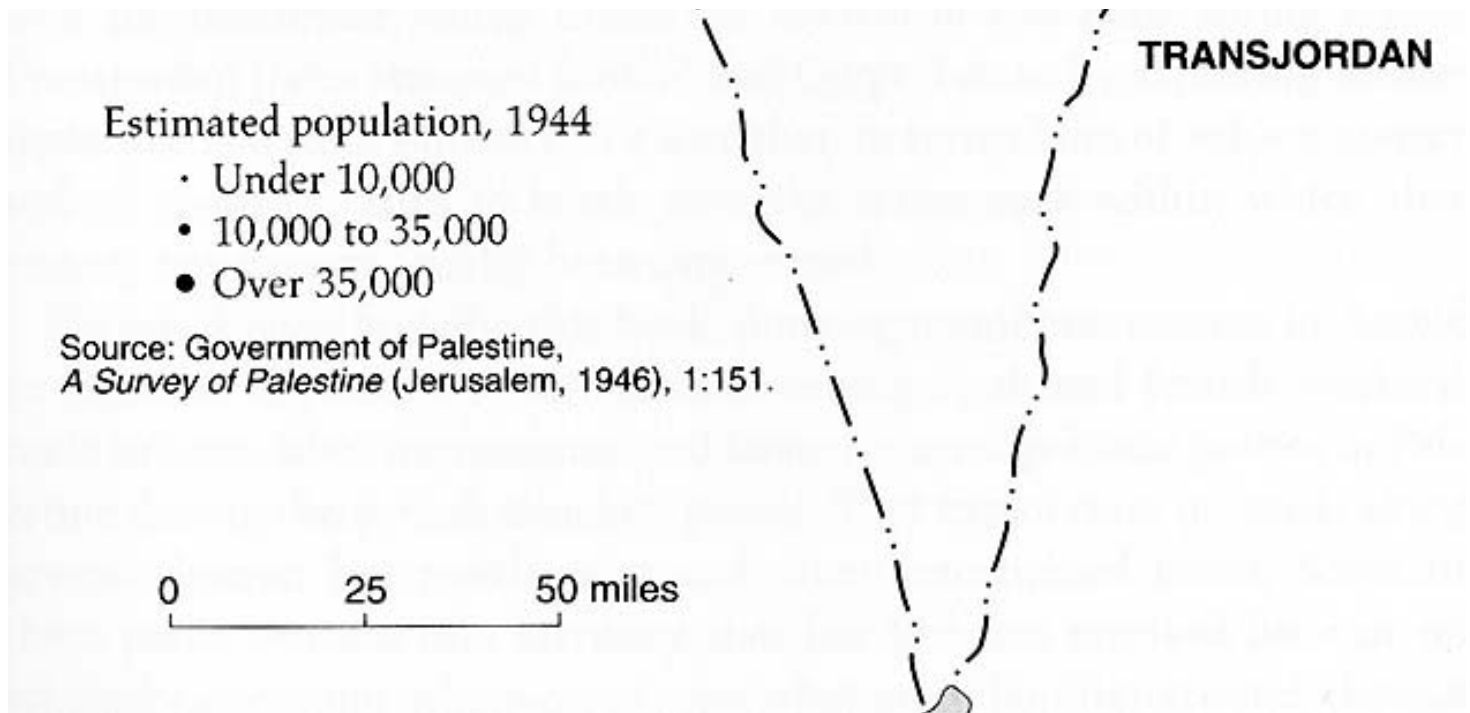 TRANSJORDAN
Estimated population, 1944
Under 10,000
10,000 to 35,000
Over 35,000
Source: Government of Palestine,
A Survey of Palestine (Jerusalem, 1946), 1:151.
0 25 50 miles